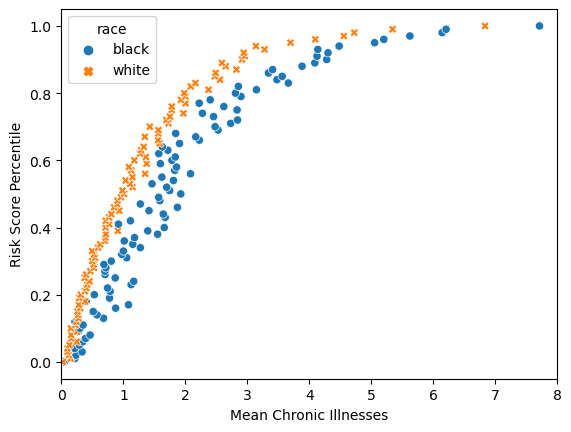 race
black
white
1.0
0.8
0.6
0.4
0.2
0.0
Risk Score Percentile
0 1 2 3 4 5 6 7 8
Mean Chronic Illnesses